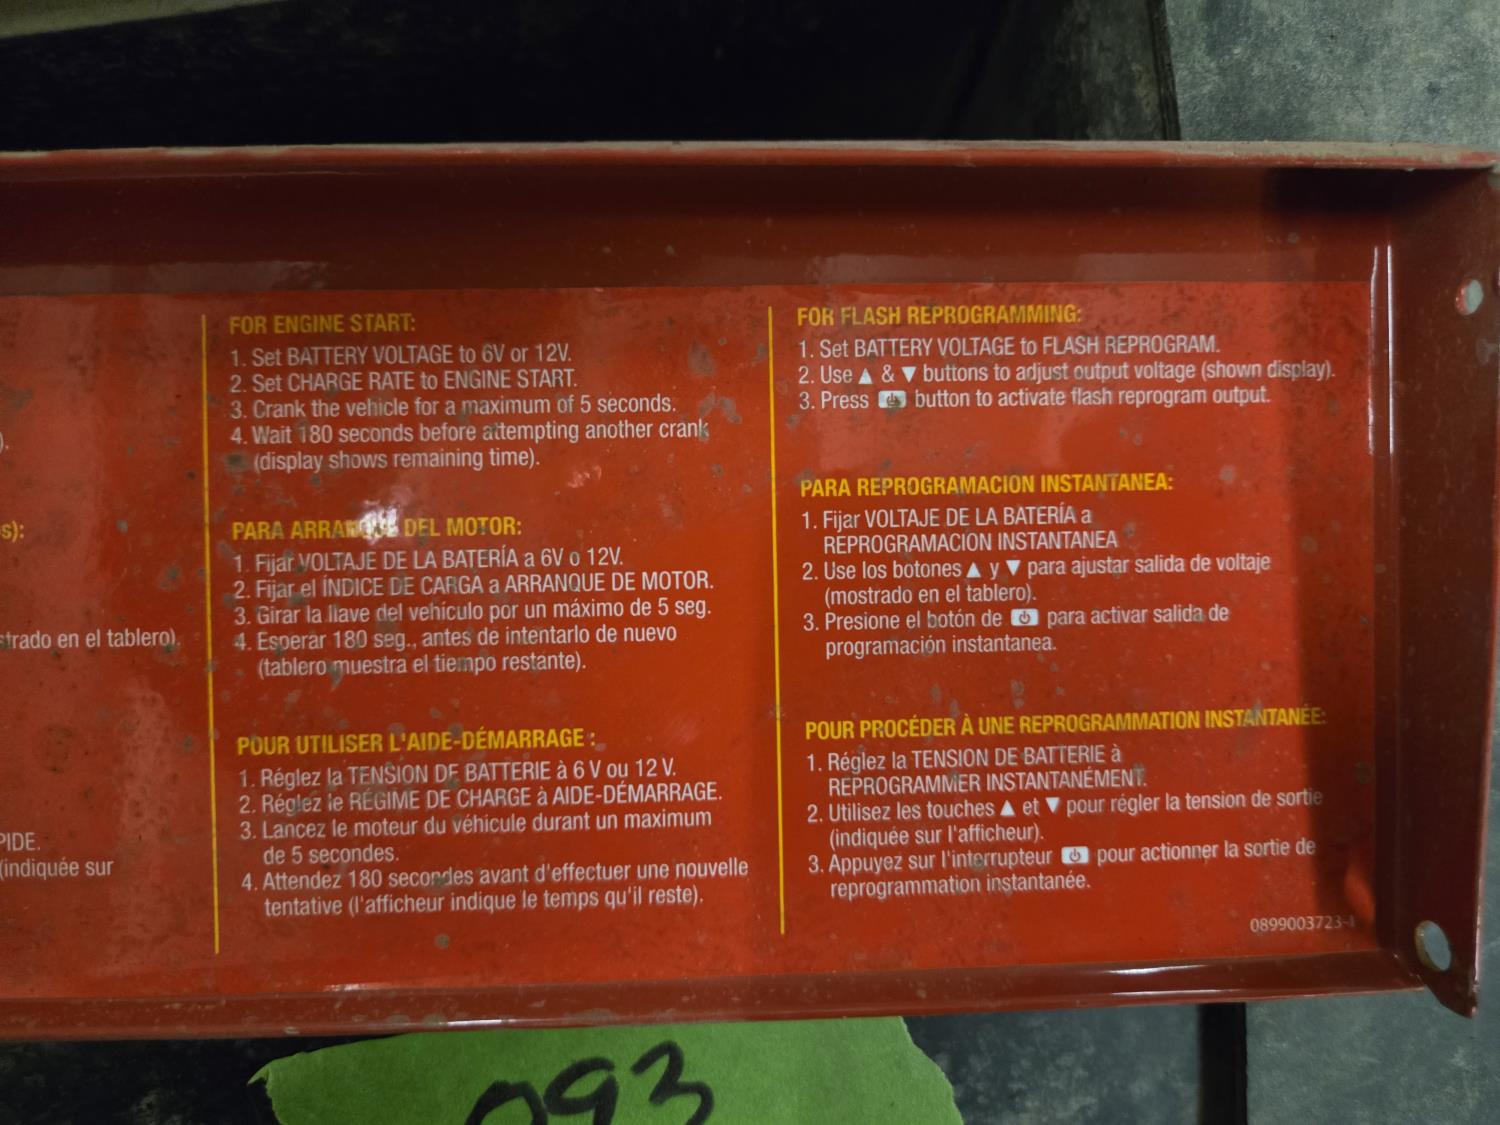 ).
s):
strado en el tablero).
PIDE.
(indiquée sur
FOR ENGINE START:
1. Set BATTERY VOLTAGE to 6V or 12V.
2. Set CHARGE RATE to ENGINE START.
3. Crank the vehicle for a maximum of 5 seconds.
4. Wait 180 seconds before attempting another crank
(display shows remaining time).
PARA ARRANQUE DEL MOTOR:
1. Fijar VOLTAJE DE LA BATERÍA a 6V o 12V.
2. Fijar el ÍNDICE DE CARGA a ARRANQUE DE MOTOR.
3. Girar la llave del vehículo por un máximo de 5 seg.
4. Esperar 180 seg., antes de intentarlo de nuevo
(tablero muestra el tiempo restante).
POUR UTILISER L'AIDE-DÉMARRAGE :
1. Réglez la TENSION DE BATTERIE à 6 V ou 12 V.
2. Réglez le RÉGIME DE CHARGE à AIDE-DÉMARRAGE.
3. Lancez le moteur du véhicule durant un maximum
de 5 secondes.
4. Attendez 180 secondes avant d'effectuer une nouvelle
tentative (l'afficheur indique le temps qu'il reste).
FOR FLASH REPROGRAMMING:
1. Set BATTERY VOLTAGE to FLASH REPROGRAM.
2. Use ▲ & ▼ buttons to adjust output voltage (shown display).
3. Press ⏻ button to activate flash reprogram output.
PARA REPROGRAMACION INSTANTANEA:
1. Fijar VOLTAJE DE LA BATERÍA a
REPROGRAMACION INSTANTANEA
2. Use los botones ▲ y ▼ para ajustar salida de voltaje
(mostrado en el tablero).
3. Presione el botón de ⏻ para activar salida de
programación instantanea.
POUR PROCÉDER À UNE REPROGRAMMATION INSTANTANÉE:
1. Réglez la TENSION DE BATTERIE à
REPROGRAMMER INSTANTANÉMENT.
2. Utilisez les touches ▲ et ▼ pour régler la tension de sortie
(indiquée sur l'afficheur).
3. Appuyez sur l'interrupteur ⏻ pour actionner la sortie de
reprogrammation instantanée.
0899003723-1
093